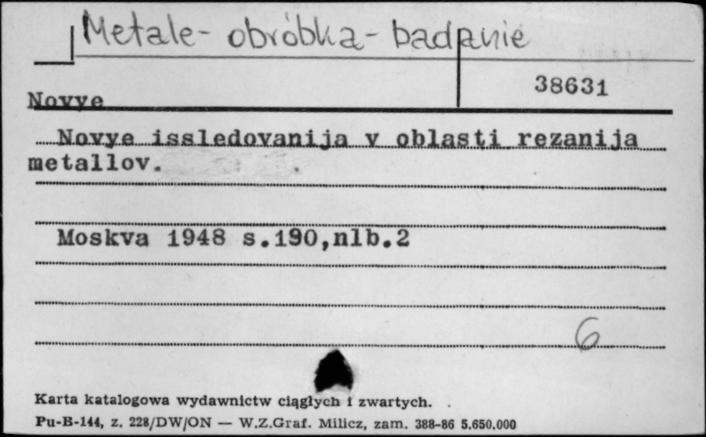 Metale - obróbka - badanie
38631
Novye
Novye issledovanija v oblasti rezanija
metallov.
Moskva 1948 s.190,nlb.2
6
Karta katalogowa wydawnictw ciągłych i zwartych.
Pu-B-144, z. 228/DW/ON — W.Z.Graf. Milicz, zam. 388-86 5.650.000